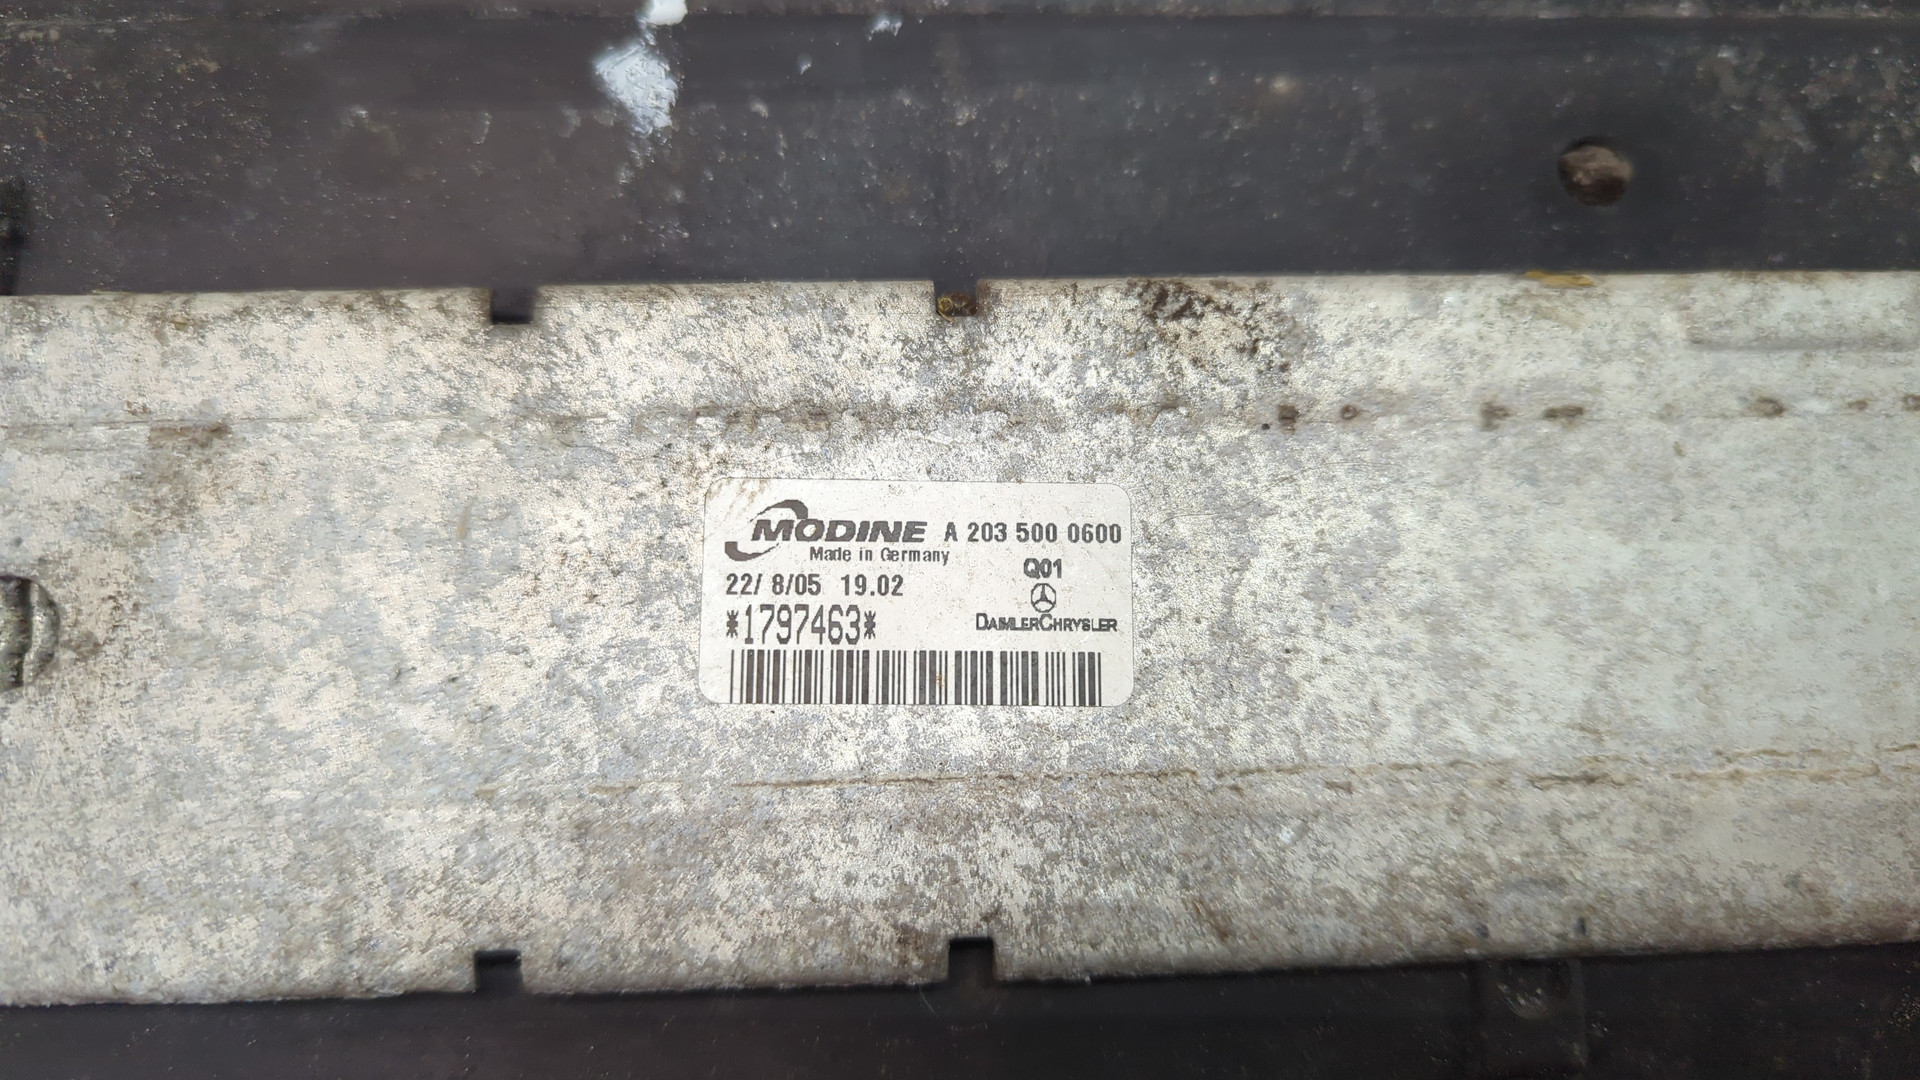 MODINE A 203 500 0600
Made in Germany
Q01
22/ 8/05 19.02
*1797463*
DAIMLERCHRYSLER